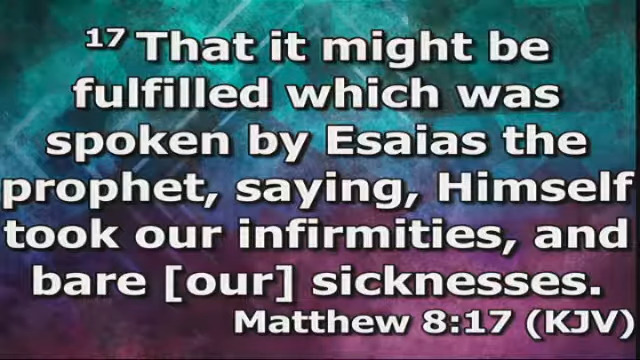 17 That it might be
fulfilled which was
spoken by Esaias the
prophet, saying, Himself
took our infirmities, and
bare [our] sicknesses.
Matthew 8:17 (KJV)